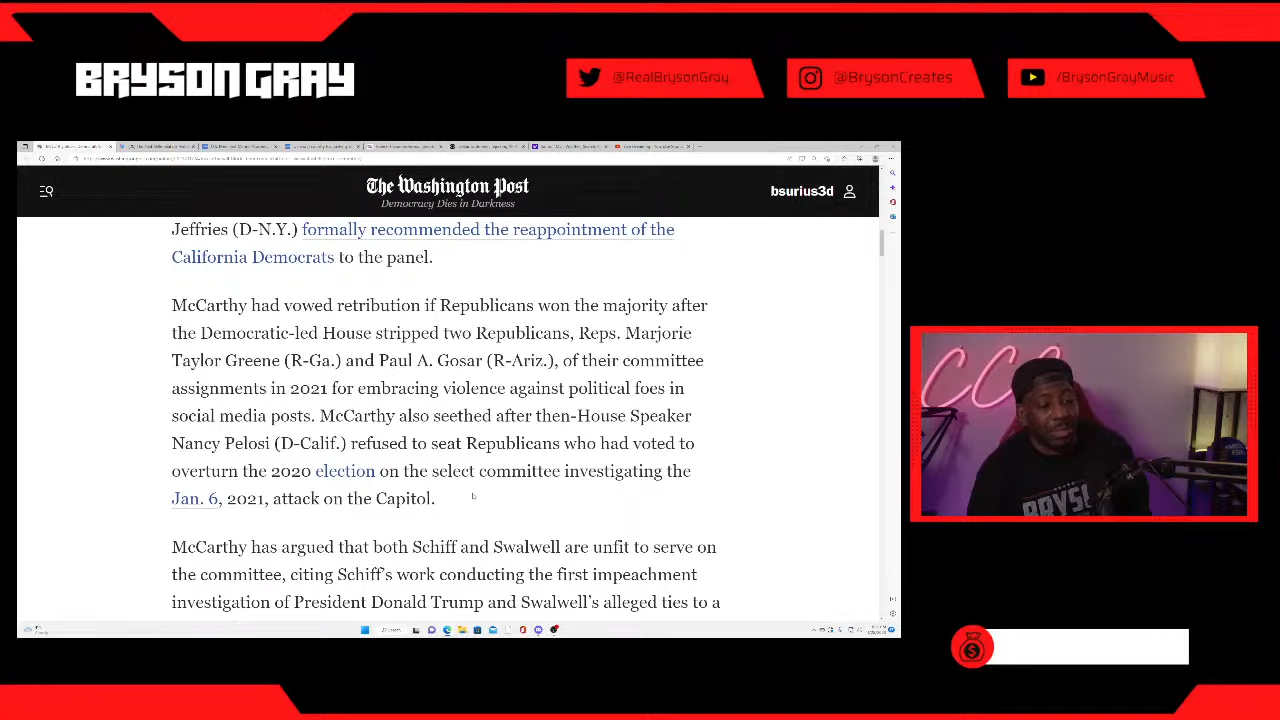 BRYSON GRAY
@RealBrysonGray
@BrysonCreates
/BrysonGrayMusic
The Washington Post
Democracy Dies in Darkness
bsurius3d
Jeffries (D-N.Y.) formally recommended the reappointment of the
California Democrats to the panel.
McCarthy had vowed retribution if Republicans won the majority after
the Democratic-led House stripped two Republicans, Reps. Marjorie
Taylor Greene (R-Ga.) and Paul A. Gosar (R-Ariz.), of their committee
assignments in 2021 for embracing violence against political foes in
social media posts. McCarthy also seethed after then-House Speaker
Nancy Pelosi (D-Calif.) refused to seat Republicans who had voted to
overturn the 2020 election on the select committee investigating the
Jan. 6, 2021, attack on the Capitol.
McCarthy has argued that both Schiff and Swalwell are unfit to serve on
the committee, citing Schiff's work conducting the first impeachment
investigation of President Donald Trump and Swalwell's alleged ties to a
CCC
BRYSE